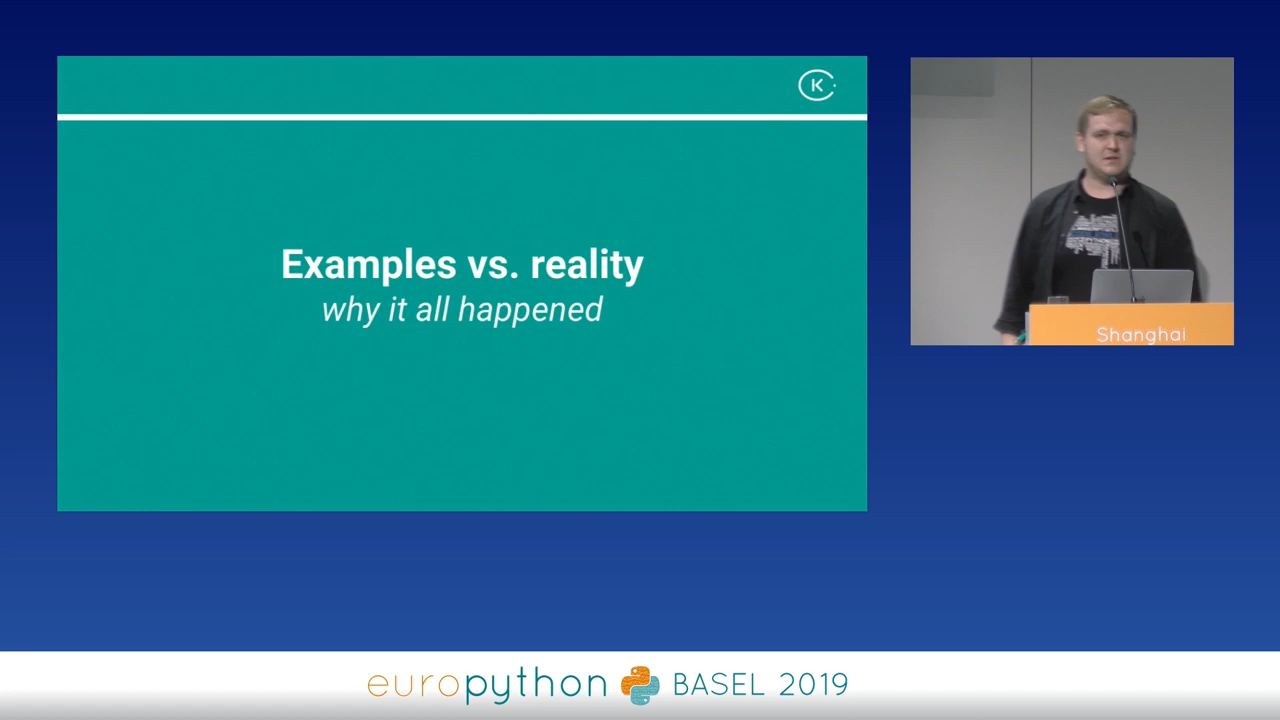 K
Examples vs. reality
why it all happened
Shanghai
europython BASEL 2019